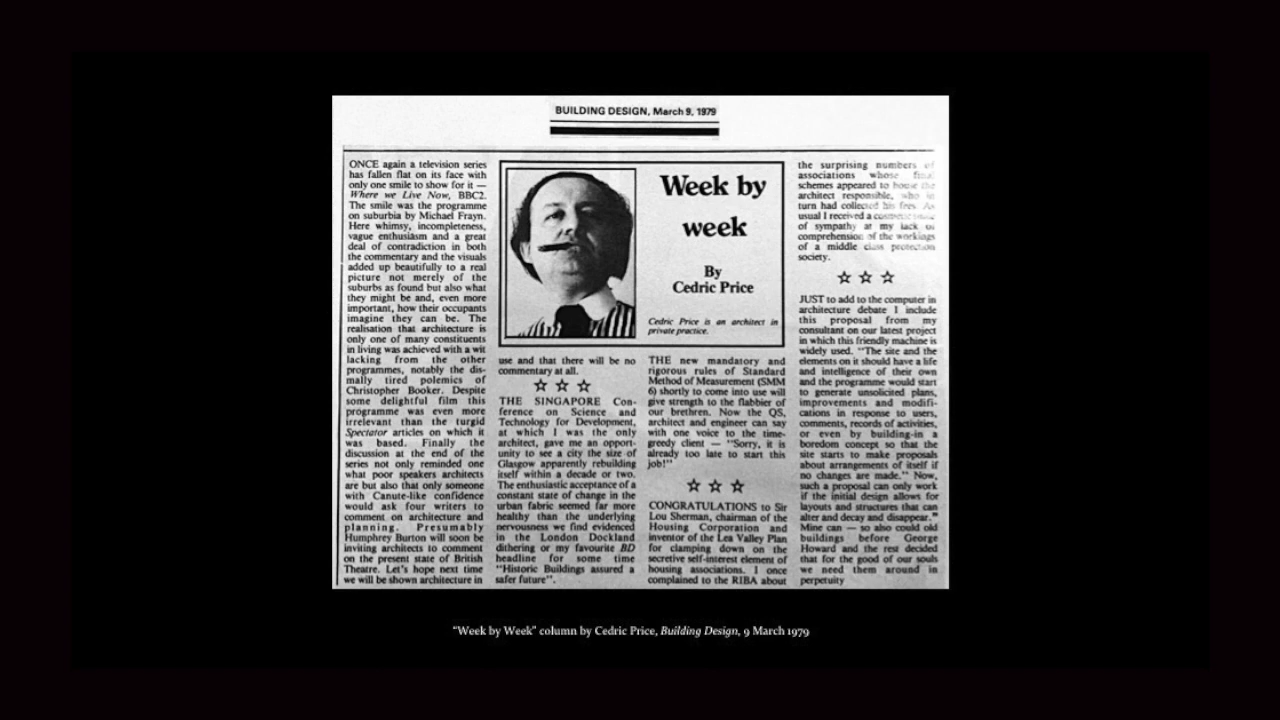 BUILDING DESIGN, March 9, 1979
ONCE again a television series
has fallen flat on its face with
only one smile to show for it —
Where we Live Now, BBC2.
The smile was the programme
on suburbia by Michael Frayn.
Here whimsy, incompleteness,
vague enthusiasm and a great
deal of contradiction in both
the commentary and the visuals
added up beautifully to a real
picture not merely of the
suburbs as found but also what
they might be and, even more
important, how their occupants
imagine they can be. The
realisation that architecture is
only one of many constituents
in living was achieved with a wit
lacking from the other
programmes, notably the dis-
mally tired polemics of
Christopher Booker. Despite
some delightful film this
programme was even more
irrelevant than the turgid
Spectator articles on which it
was based. Finally the
discussion at the end of the
series not only reminded one
what poor speakers architects
are but also that only someone
with Canute-like confidence
would ask four writers to
comment on architecture and
planning. Presumably
Humphrey Burton will soon be
inviting architects to comment
on the present state of British
Theatre. Let's hope next time
we will be shown architecture in
Week by
week
By
Cedric Price
Cedric Price is an architect in
private practice.
use and that there will be no
commentary at all.
☆ ☆ ☆
THE SINGAPORE Con-
ference on Science and
Technology for Development,
at which I was the only
architect, gave me an opport-
unity to see a city the size of
Glasgow apparently rebuilding
itself within a decade or two.
The enthusiastic acceptance of a
constant state of change in the
urban fabric seemed far more
healthy than the underlying
nervousness we find evidenced
in the London Dockland
dithering or my favourite BD
headline for some time
"Historic Buildings assured a
safer future".
THE new mandatory and
rigorous rules of Standard
Method of Measurement (SMM
6) shortly to come into use will
give strength to the flabbier of
our brethren. Now the QS,
architect and engineer can say
with one voice to the time-
greedy client — "Sorry, it is
already too late to start this
job!"
☆ ☆ ☆
CONGRATULATIONS to Sir
Lou Sherman, chairman of the
Housing Corporation and
inventor of the Lea Valley Plan
for clamping down on the
secretive self-interest element of
housing associations. I once
complained to the RIBA about
the surprising numbers of
associations whose final
schemes appeared to house the
architect responsible, who in
turn had collected his fees. As
usual I received a
of sympathy at my lack of
comprehension of the workings
of a middle class protection
society.
☆ ☆ ☆
JUST to add to the computer in
architecture debate I include
this proposal from my
consultant on our latest project
in which this friendly machine is
widely used. "The site and the
elements on it should have a life
and intelligence of their own
and the programme would start
to generate unsolicited plans,
improvements and modifi-
cations in response to users,
comments, records of activities,
or even by building-in a
boredom concept so that the
site starts to make proposals
about arrangements of itself if
no changes are made." Now,
such a proposal can only work
if the initial design allows for
layouts and structures that can
alter and decay and disappear."
Mine can — so also could old
buildings before George
Howard and the rest decided
that for the good of our souls
we need them around in
perpetuity
"Week by Week" column by Cedric Price, Building Design, 9 March 1979